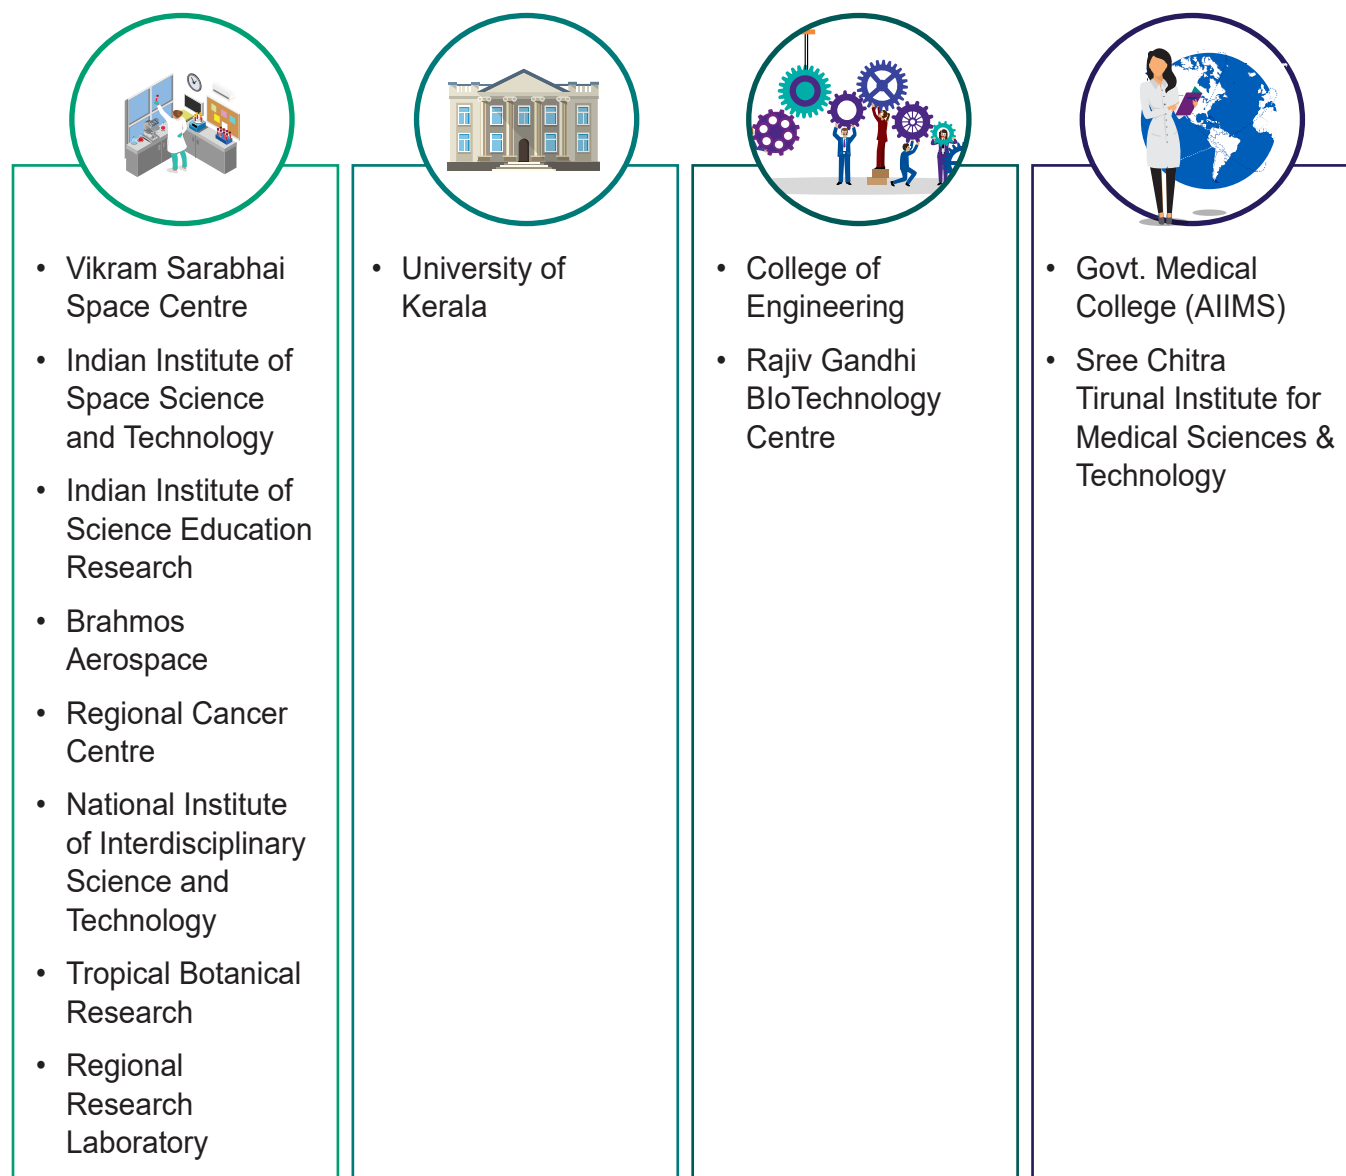 • Vikram Sarabhai
Space Centre
• Indian Institute of
Space Science
and Technology
• Indian Institute of
Science Education
Research
• Brahmos
Aerospace
• Regional Cancer
Centre
• National Institute
of Interdisciplinary
Science and
Technology
• Tropical Botanical
Research
• Regional
Research
Laboratory
• University of
Kerala
• College of
Engineering
• Rajiv Gandhi
BIoTechnology
Centre
• Govt. Medical
College (AIIMS)
• Sree Chitra
Tirunal Institute for
Medical Sciences &
Technology